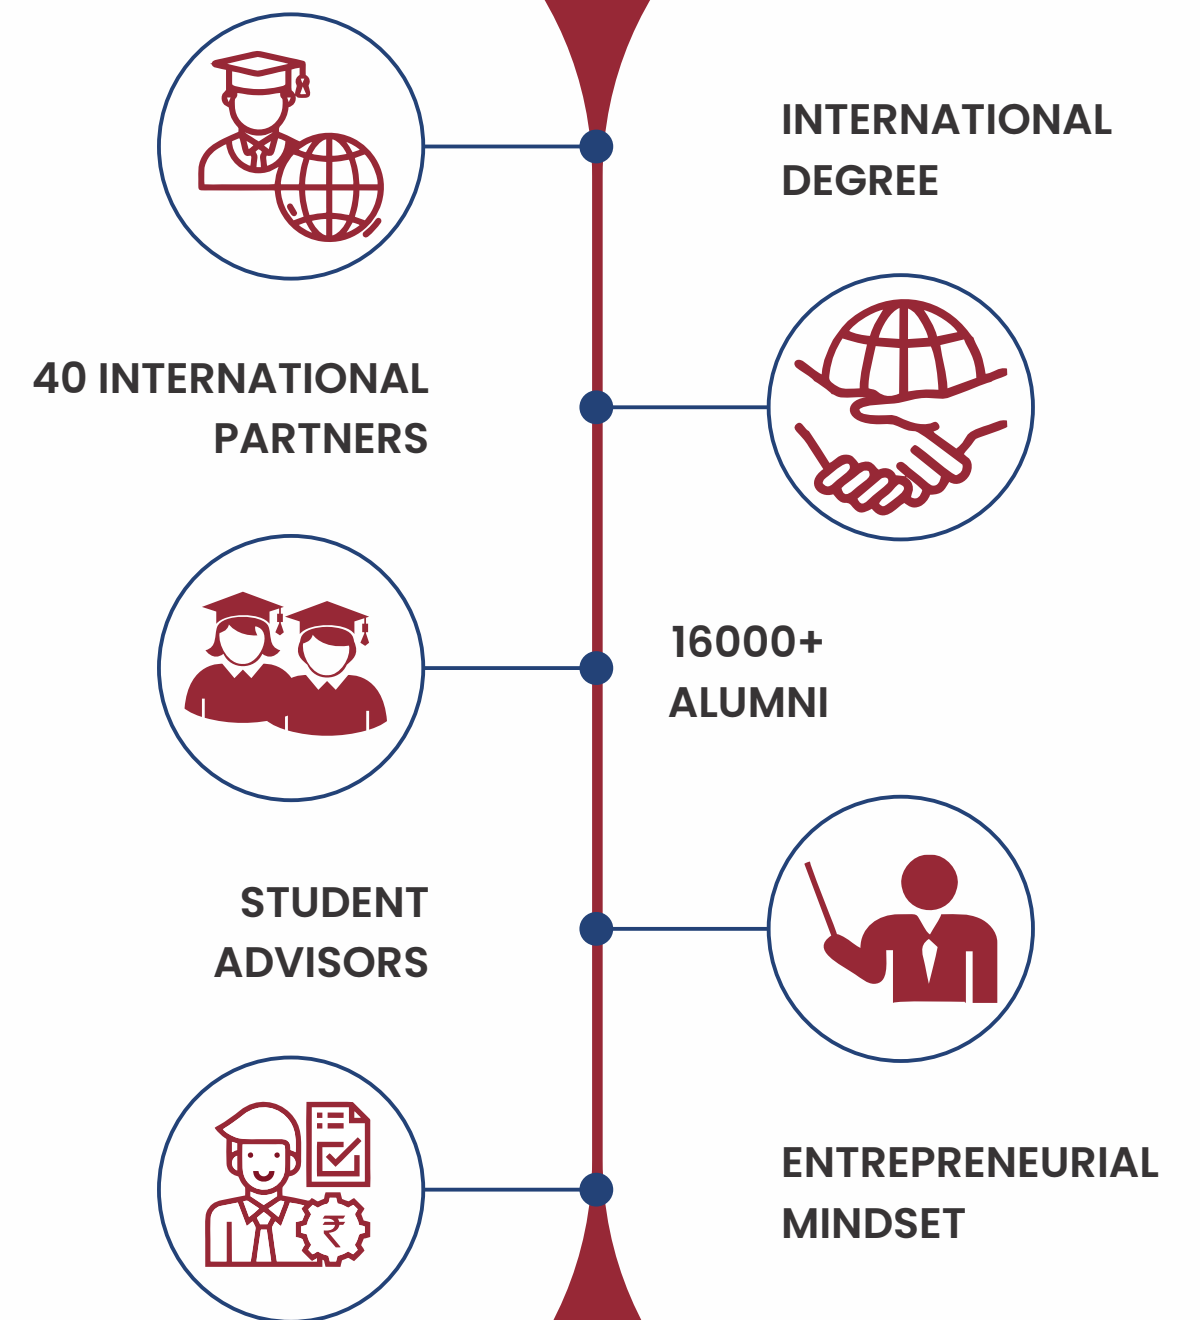 INTERNATIONAL
DEGREE
40 INTERNATIONAL
PARTNERS
16000+
ALUMNI
STUDENT
ADVISORS
₹
ENTREPRENEURIAL
MINDSET